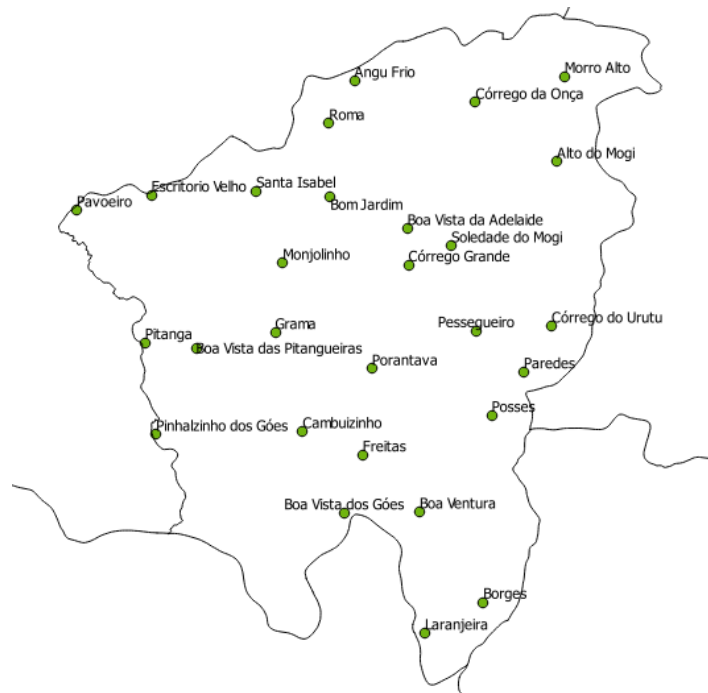 Angu Frio
Morro Alto
Córrego da Onça
Roma
Alto do Mogi
Escritorio Velho
Santa Isabel
Pavoeiro
Bom Jardim
Boa Vista da Adelaide
Soledade do Mogi
Monjolinho
Córrego Grande
Grama
Pessegueiro
Córrego do Urutu
Pitanga
Boa Vista das Pitangueiras
Porantava
Paredes
Posses
Pinhalzinho dos Góes
Cambuizinho
Freitas
Boa Vista dos Góes
Boa Ventura
Borges
Laranjeira